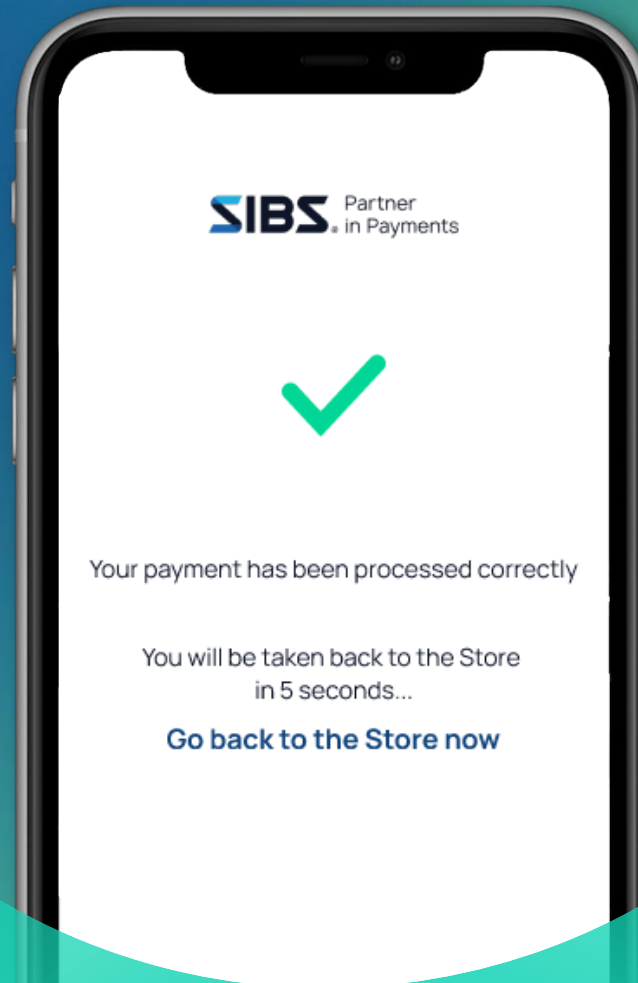 SIBS® Partner
in Payments
Your payment has been processed correctly
You will be taken back to the Store
in 5 seconds...
Go back to the Store now